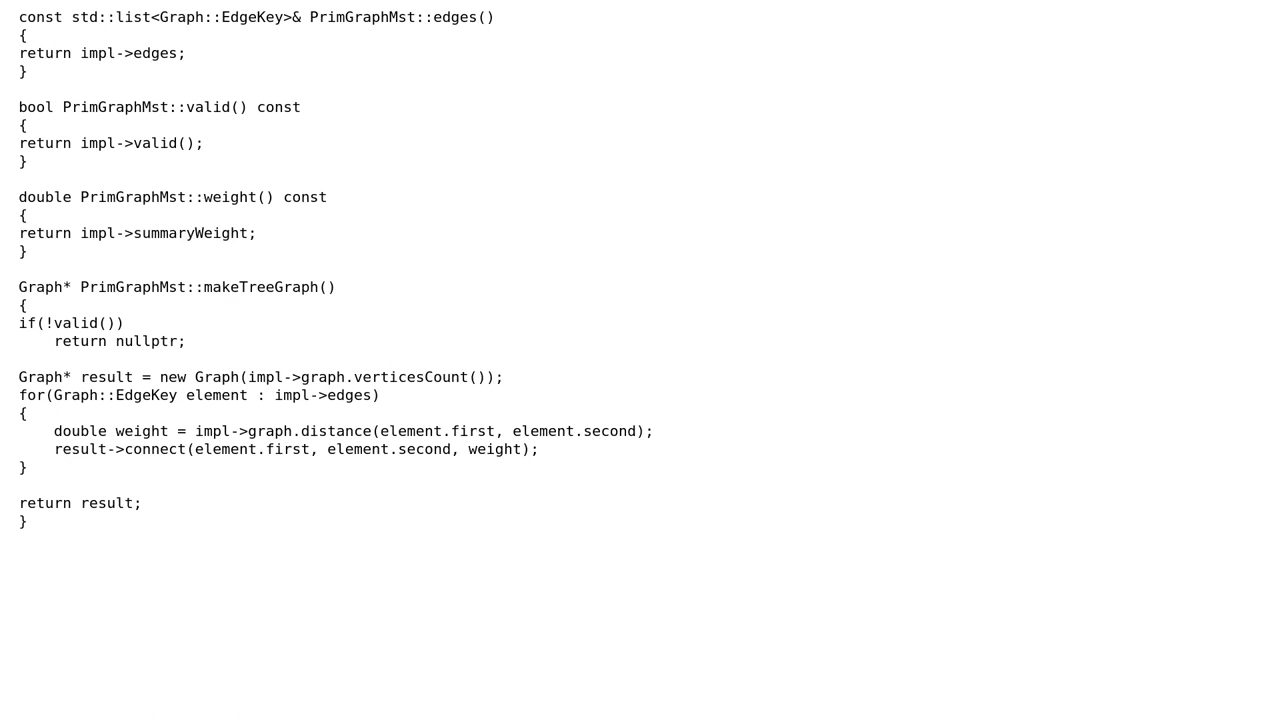 const std::list<Graph::EdgeKey>& PrimGraphMst::edges()
{
return impl->edges;
}

bool PrimGraphMst::valid() const
{
return impl->valid();
}

double PrimGraphMst::weight() const
{
return impl->summaryWeight;
}

Graph* PrimGraphMst::makeTreeGraph()
{
if(!valid())
    return nullptr;

Graph* result = new Graph(impl->graph.verticesCount());
for(Graph::EdgeKey element : impl->edges)
{
    double weight = impl->graph.distance(element.first, element.second);
    result->connect(element.first, element.second, weight);
}

return result;
}